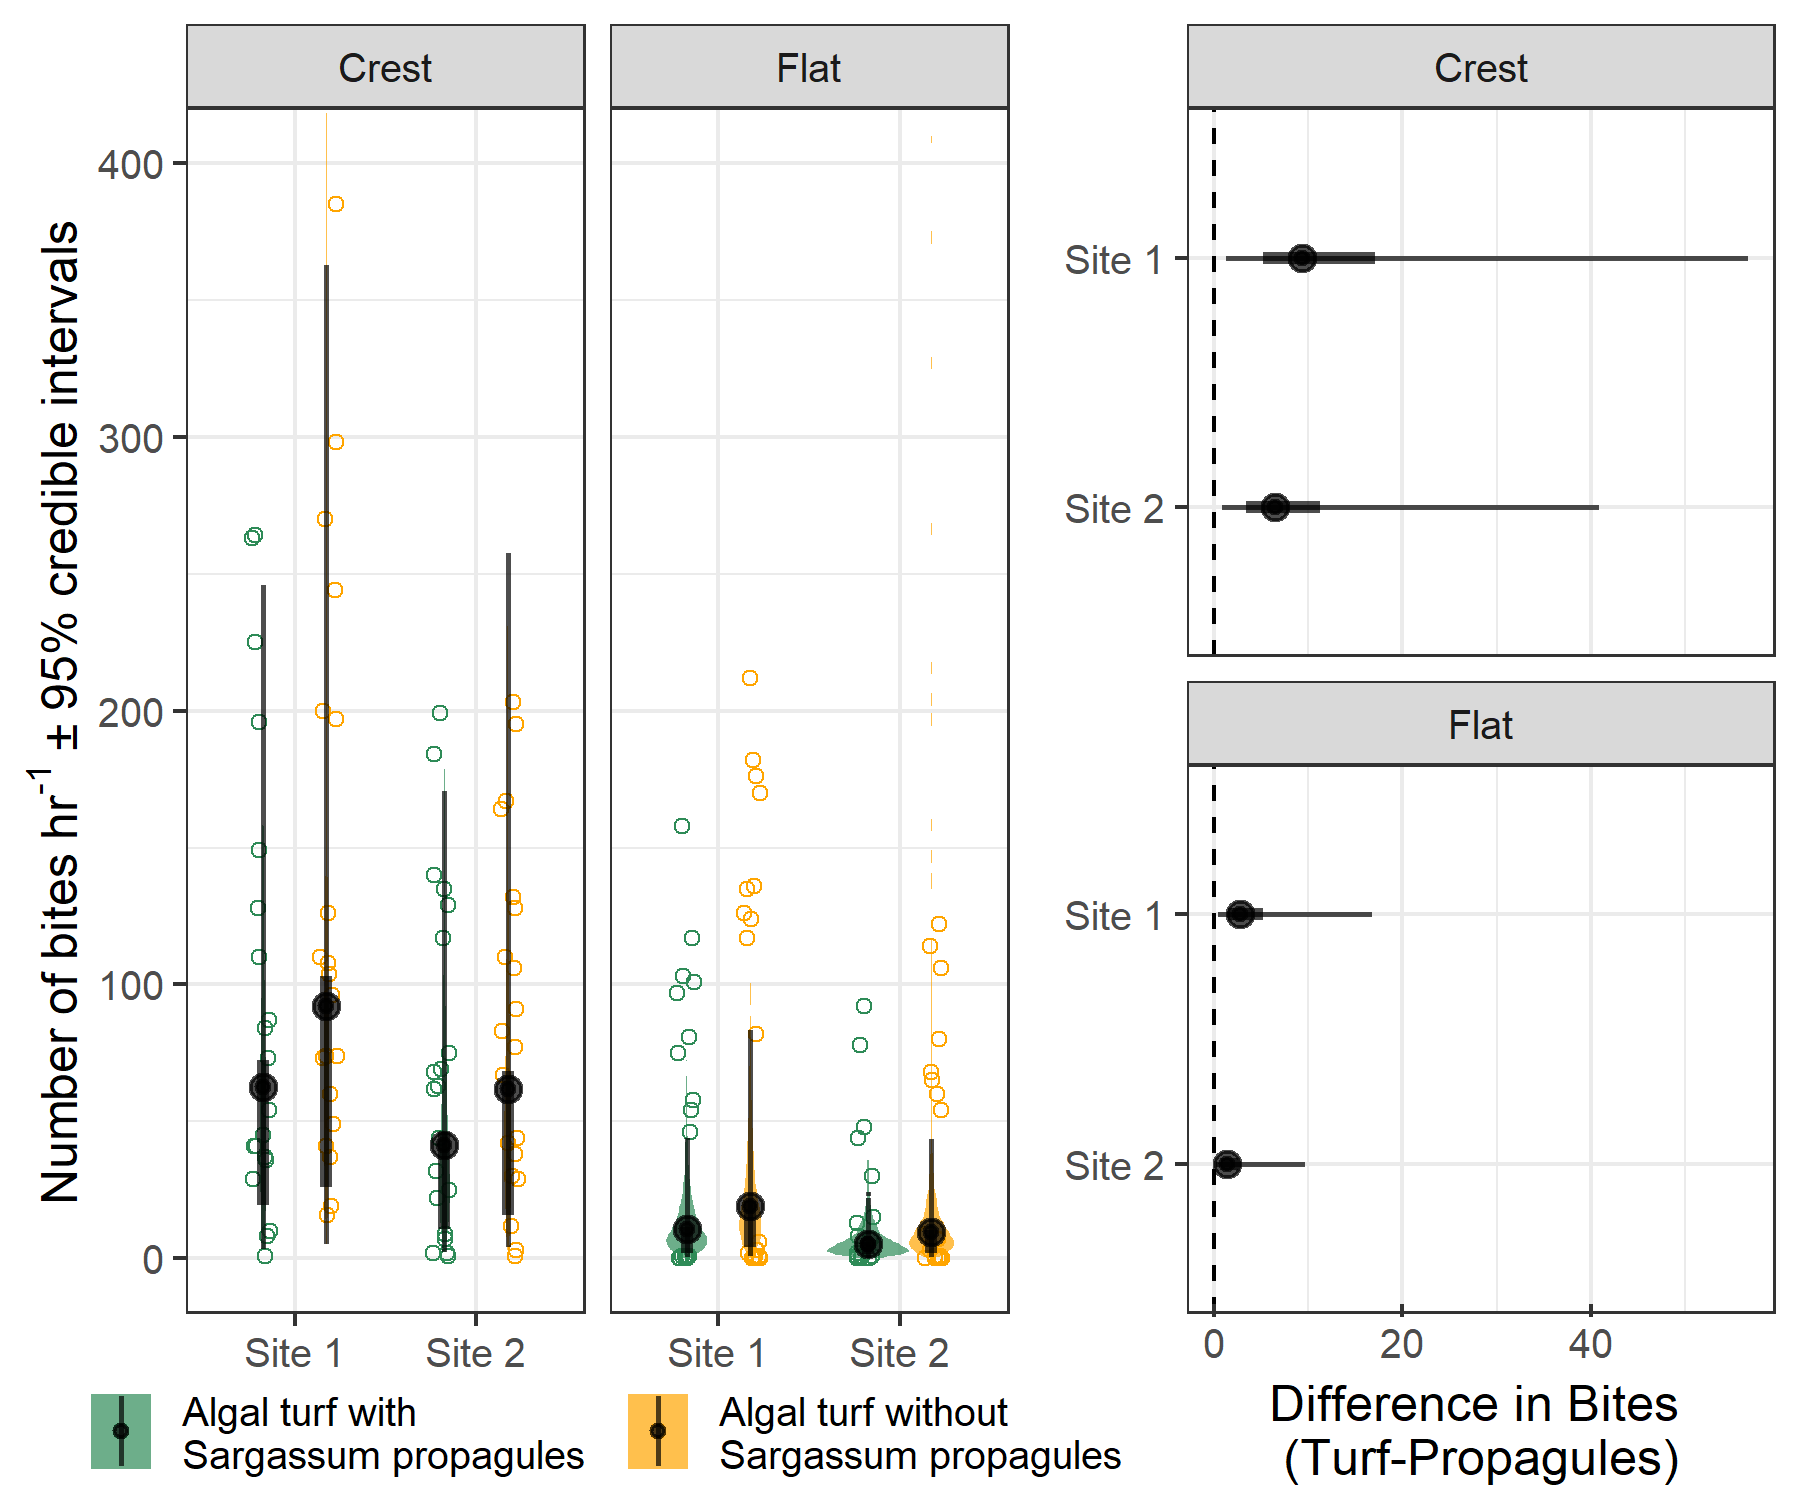 Crest
Flat
Number of bites hr⁻¹ ± 95% credible intervals
400
300
200
100
0
Site 1
Site 2
Site 1
Site 2
Algal turf with
Sargassum propagules
Algal turf without
Sargassum propagules
Crest
Site 1
Site 2
Flat
Site 1
Site 2
0
20
40
Difference in Bites
(Turf-Propagules)